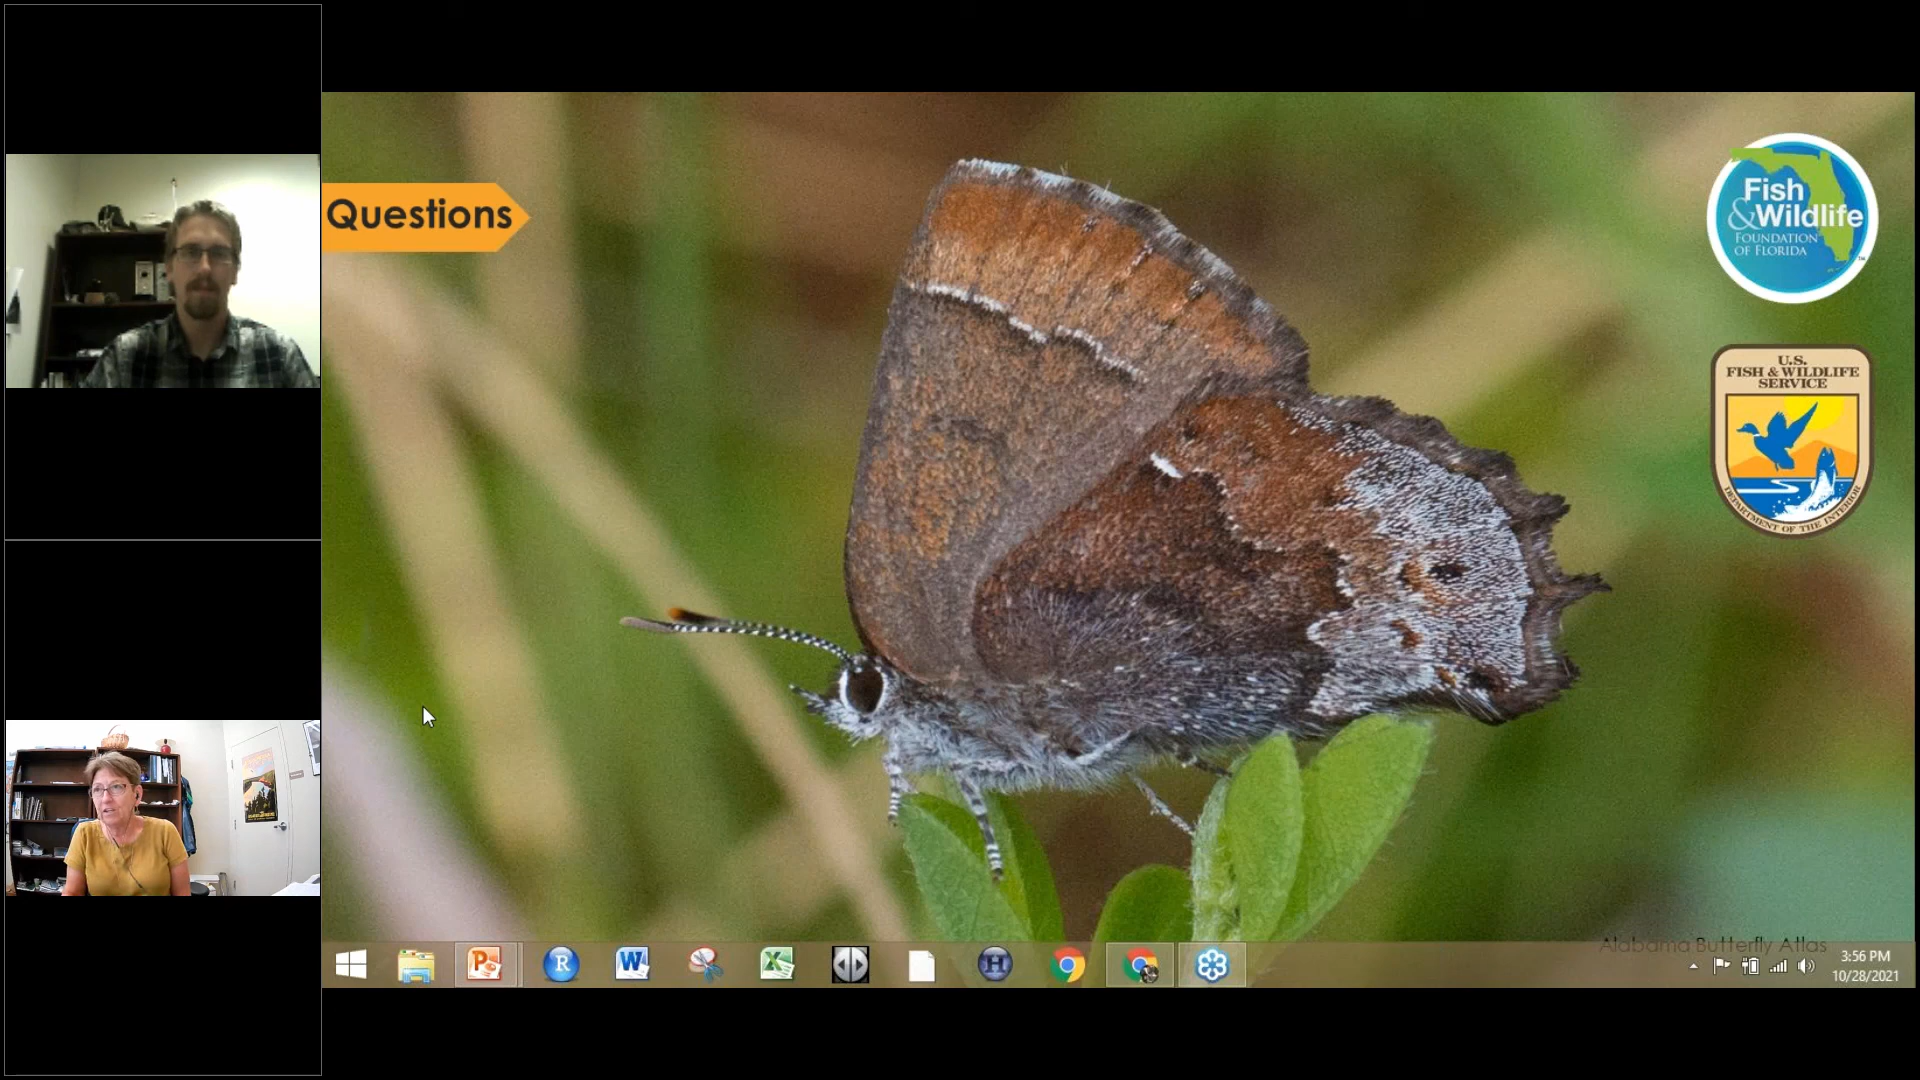 Questions
Fish
&Wildlife
FOUNDATION
OF FLORIDA
U.S.
FISH & WILDLIFE
SERVICE
DEPARTMENT OF THE INTERIOR
Alabama Butterfly Atlas
3:56 PM
10/28/2021